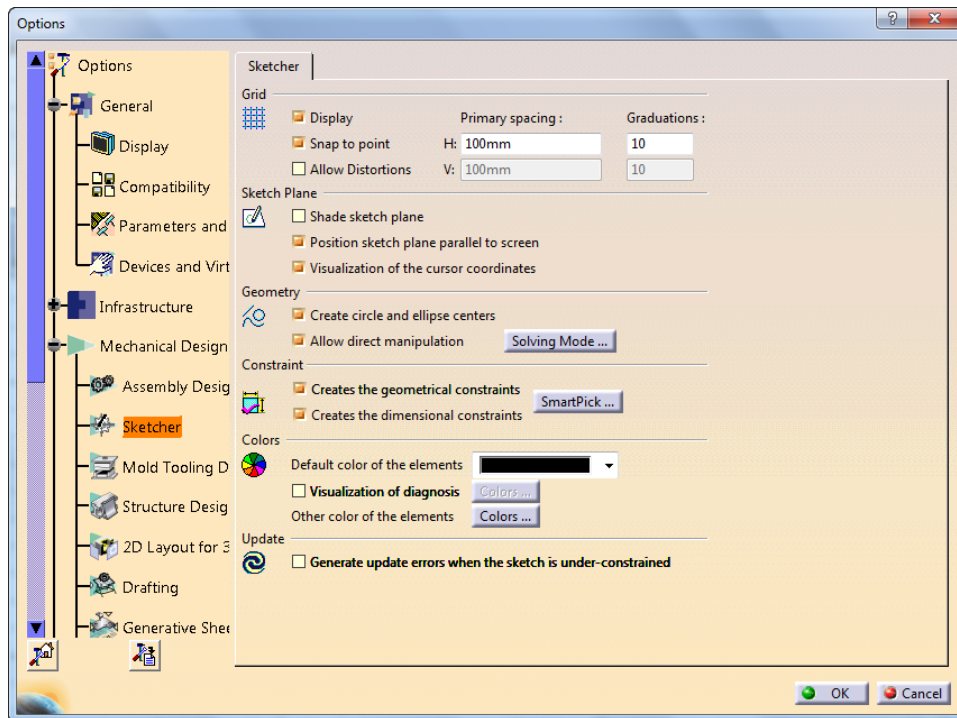 Options
Options
General
Display
Compatibility
Parameters and
Devices and Virt
Infrastructure
Mechanical Design
Assembly Desig
Sketcher
Mold Tooling D
Structure Desig
2D Layout for 3
Drafting
Generative Shee
Sketcher
Grid
Display Primary spacing : Graduations :
Snap to point H: 100mm 10
Allow Distortions V: 100mm 10
Sketch Plane
Shade sketch plane
Position sketch plane parallel to screen
Visualization of the cursor coordinates
Geometry
Create circle and ellipse centers
Allow direct manipulation Solving Mode ...
Constraint
Creates the geometrical constraints
SmartPick ...
Creates the dimensional constraints
Colors
Default color of the elements
Visualization of diagnosis Colors ...
Other color of the elements Colors ...
Update
Generate update errors when the sketch is under-constrained
OK Cancel